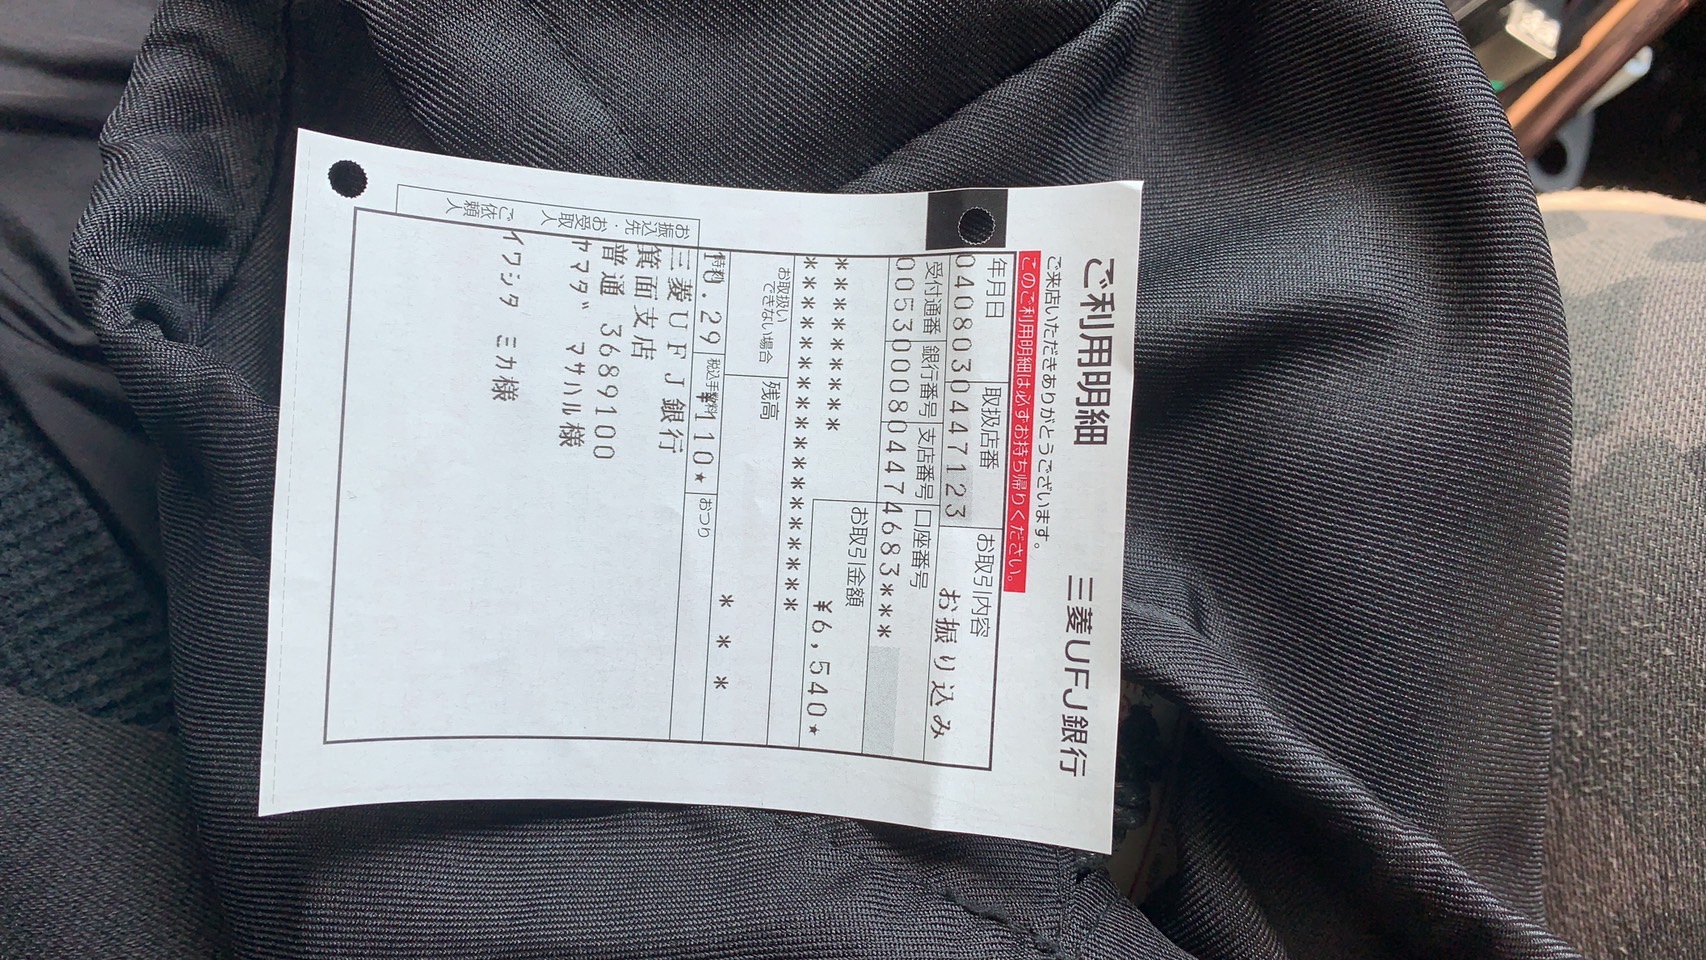 ご利用明細 三菱UFJ銀行
ご来店いただきありがとうございます。
このご利用明細は必ずお持ち帰りください。
年月日 取扱店番 お取引内容
040803 0447123 お振り込み
受付通番 銀行番号 支店番号 口座番号
0053 0008 0447 4683***
お取引金額
********* ¥6,540★
*******************
お取扱いできない場合 残高
***
時刻 10.29 税込手数料 ¥110★ おつり
お振込先・お受取人
三菱UFJ銀行
箕面支店
普通 3689100
ヤマダ マサハル様
ご依頼人
イワシタ ミカ様